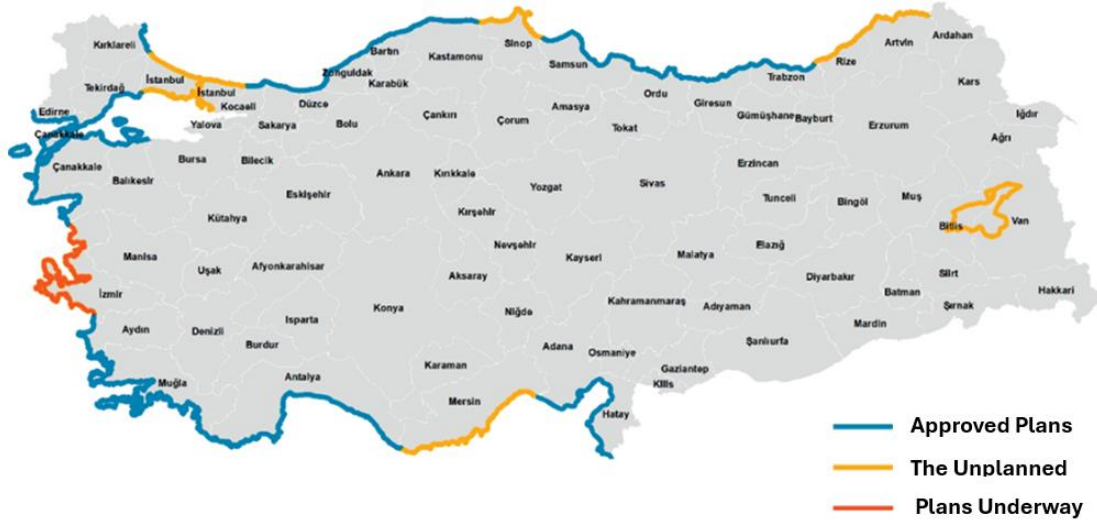 Kırklareli
Tekirdağ
İstanbul
İstanbul
Edirne
Kocaeli
Çanakkale
Yalova
Sakarya
Düzce
Zonguldak
Bartın
Karabük
Kastamonu
Sinop
Samsun
Bolu
Çankırı
Çorum
Amasya
Tokat
Ordu
Giresun
Trabzon
Gümüşhane
Bayburt
Rize
Artvin
Ardahan
Kars
Iğdır
Ağrı
Erzurum
Erzincan
Çanakkale
Balıkesir
Bursa
Bilecik
Eskişehir
Kütahya
Ankara
Kırıkkale
Kırşehir
Yozgat
Sivas
Tunceli
Bingöl
Muş
Bitlis
Van
Manisa
Uşak
Afyonkarahisar
Nevşehir
Kayseri
Aksaray
Malatya
Elazığ
Diyarbakır
Batman
Siirt
Şırnak
Hakkari
İzmir
Aydın
Denizli
Isparta
Burdur
Konya
Niğde
Kahramanmaraş
Adıyaman
Mardin
Şanlıurfa
Muğla
Antalya
Karaman
Mersin
Adana
Osmaniye
Gaziantep
Kilis
Hatay
Approved Plans
The Unplanned
Plans Underway